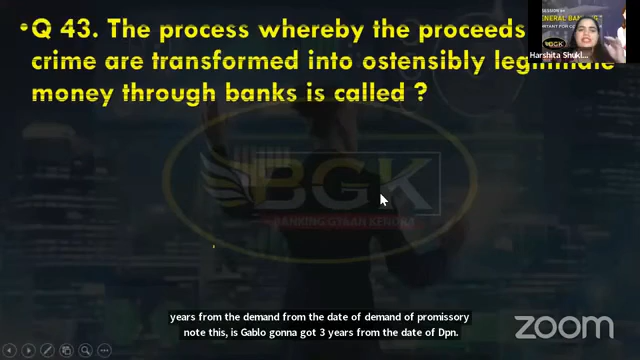 •Q 43. The process whereby the proceeds
crime are transformed into ostensibly
money through banks is called ?
Harshita Shukl...
BGK
BANKING GYAAN KENDRA
years from the demand from the date of demand of promissory
note this, is Gablo gonna got 3 years from the date of Dpn.
zoom